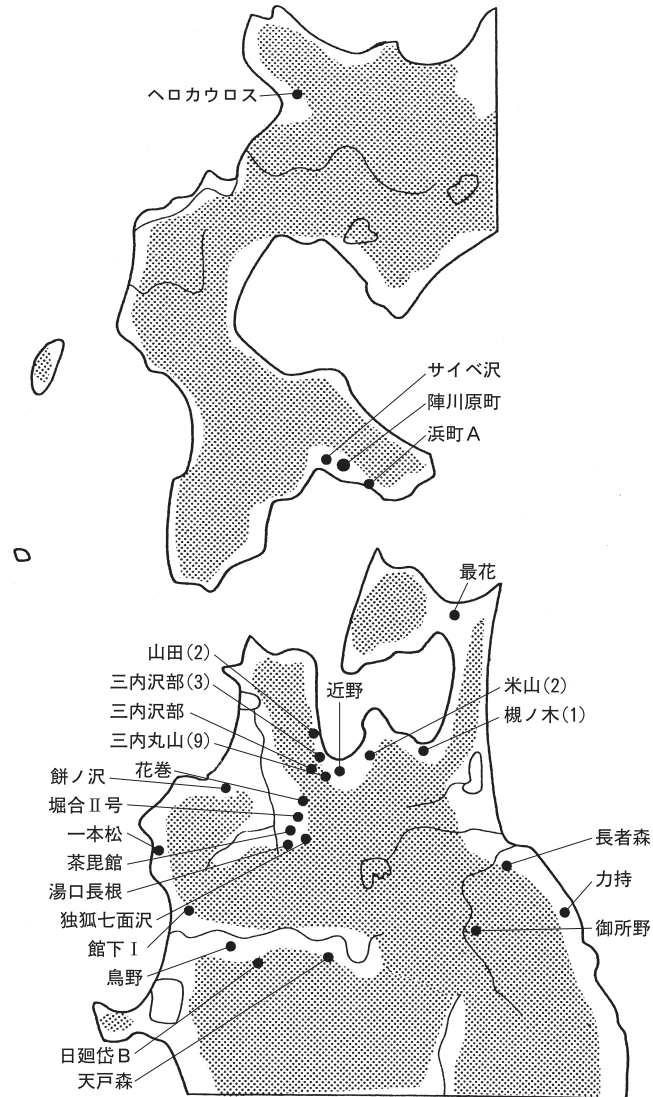 ヘロカウロス
サイベ沢
陣川原町
浜町A
最花
山田(2)
三内沢部(3)
近野
米山(2)
三内沢部
槻ノ木(1)
三内丸山(9)
花巻
餅ノ沢
堀合Ⅱ号
一本松
長者森
茶毘館
力持
湯口長根
独狐七面沢
御所野
館下Ⅰ
鳥野
日廻岱B
天戸森